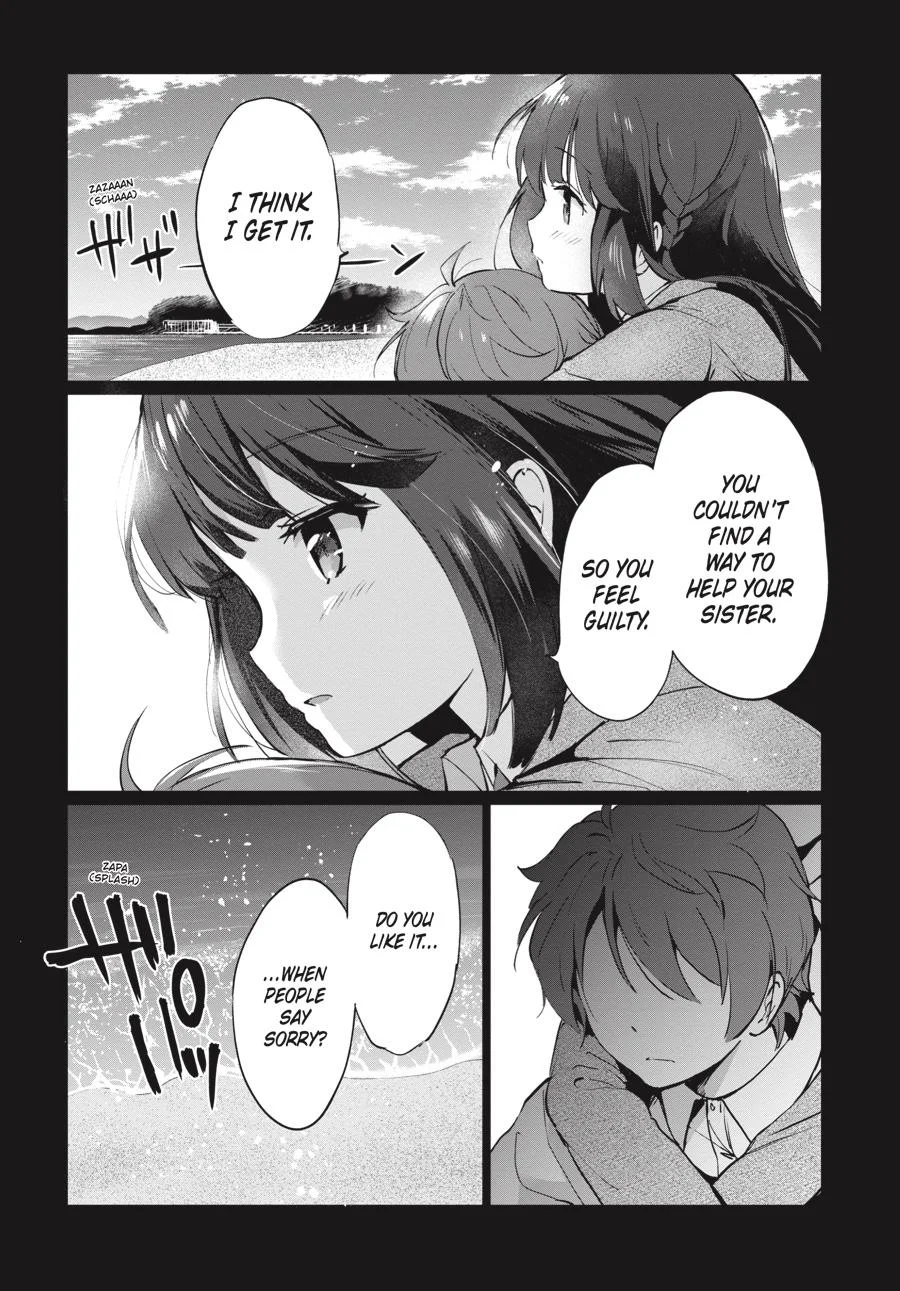 I THINK
I GET IT.
ZAZAAAN
(SCHAAA)
ザザーン
YOU
COULDN'T
FIND A
WAY TO
HELP YOUR
SISTER.
SO YOU
FEEL
GUILTY.
DO YOU
LIKE IT...
...WHEN
PEOPLE
SAY
SORRY?
ZAPA
(SPLASH)
ザパッ